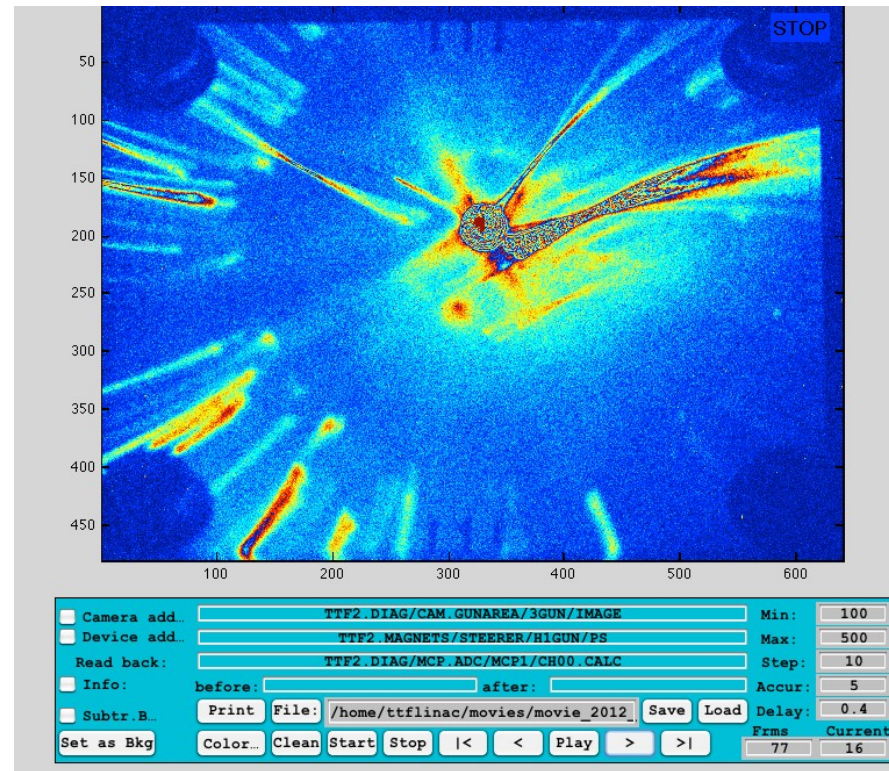 STOP
50
100
150
200
250
300
350
400
450
100 200 300 400 500 600
Camera add… TTF2.DIAG/CAM.GUNAREA/3GUN/IMAGE Min: 100
Device add… TTF2.MAGNETS/STEERER/H1GUN/PS Max: 500
Read back: TTF2.DIAG/MCP.ADC/MCP1/CH00.CALC Step: 10
Info: before: after: Accur: 5
Subtr.B… Print File: /home/ttflinac/movies/movie_2012_ Save Load Delay: 0.4
Frms Current
Set as Bkg Color… Clean Start Stop |< < Play > >| 77 16